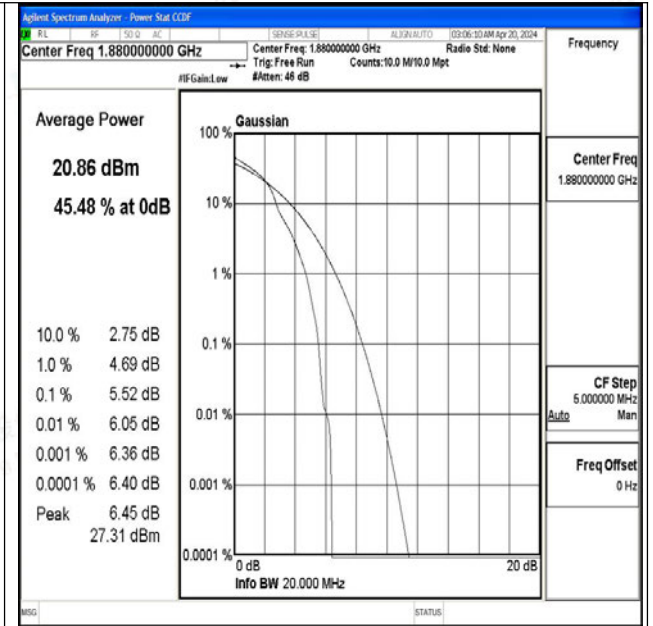 Agilent Spectrum Analyzer - Power Stat CCDF
RL RF 50 Ω AC SENSE:PULSE ALIGN AUTO 03:06:10 AM Apr 20, 2024
Center Freq 1.880000000 GHz
Center Freq: 1.880000000 GHz Radio Std: None
Trig: Free Run Counts:10.0 M/10.0 Mpt
#IFGain:Low #Atten: 46 dB
Frequency
Average Power
20.86 dBm
45.48 % at 0dB
10.0 % 2.75 dB
1.0 % 4.69 dB
0.1 % 5.52 dB
0.01 % 6.05 dB
0.001 % 6.36 dB
0.0001 % 6.40 dB
Peak 6.45 dB
27.31 dBm
Gaussian
100 %
10 %
1 %
0.1 %
0.01 %
0.001 %
0.0001 %
0 dB 20 dB
Info BW 20.000 MHz
Center Freq
1.880000000 GHz
CF Step
5.000000 MHz
Auto Man
Freq Offset
0 Hz
MSG STATUS